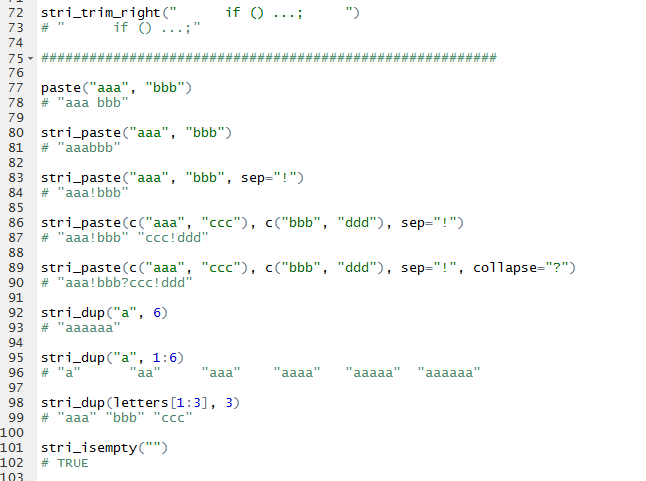 72 stri_trim_right("      if () ...;     ")
73 # "      if () ...;"
74
75 #########################################################
76
77 paste("aaa", "bbb")
78 # "aaa bbb"
79
80 stri_paste("aaa", "bbb")
81 # "aaabbb"
82
83 stri_paste("aaa", "bbb", sep="!")
84 # "aaa!bbb"
85
86 stri_paste(c("aaa", "ccc"), c("bbb", "ddd"), sep="!")
87 # "aaa!bbb" "ccc!ddd"
88
89 stri_paste(c("aaa", "ccc"), c("bbb", "ddd"), sep="!", collapse="?")
90 # "aaa!bbb?ccc!ddd"
91
92 stri_dup("a", 6)
93 # "aaaaaa"
94
95 stri_dup("a", 1:6)
96 # "a"      "aa"     "aaa"    "aaaa"   "aaaaa"  "aaaaaa"
97
98 stri_dup(letters[1:3], 3)
99 # "aaa" "bbb" "ccc"
100
101 stri_isempty("")
102 # TRUE
103